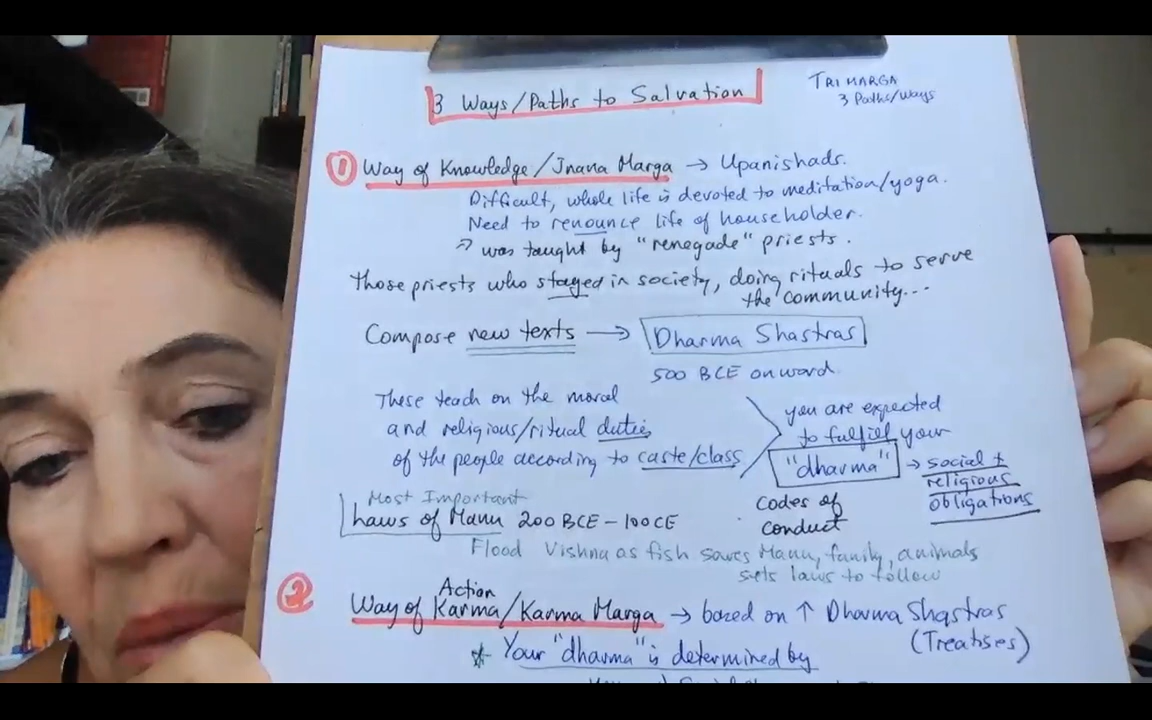 3 Ways/Paths to Salvation
TRIMARGA
3 Paths/Ways
① Way of Knowledge/Jnana Marga → Upanishads.
Difficult, whole life is devoted to meditation/yoga.
Need to renounce life of householder.
→ was taught by "renegade" priests.
Those priests who stayed in society, doing rituals to serve
the community...
Compose new texts → Dharma Shastras
500 BCE onward
These teach on the moral
and religious/ritual duties
of the people according to caste/class
you are expected
to fulfill your
"dharma" → social +
religious
obligations
Codes of
conduct
Most Important
Laws of Manu 200 BCE - 100 CE
Flood Vishnu as fish saves Manu, family, animals
sets laws to follow
② Way of Karma/Karma Marga → based on ↑ Dharma Shastras
Action
(Treatises)
* Your "dharma" is determined by